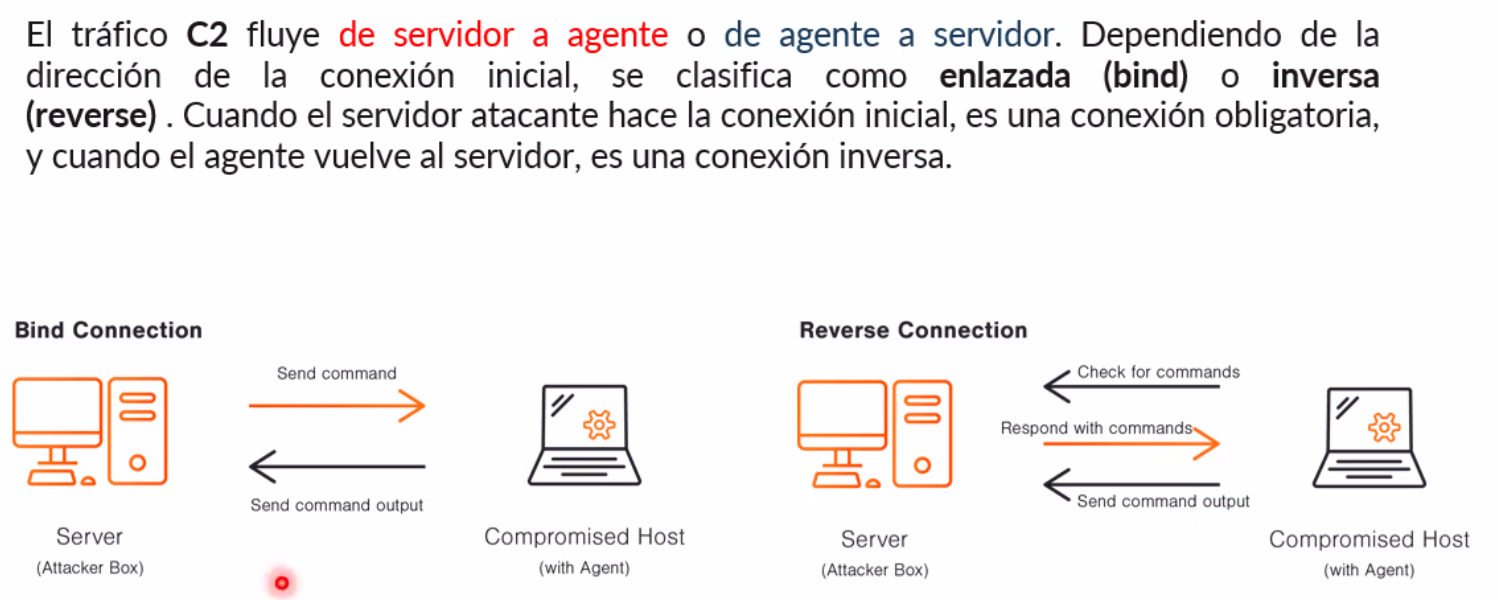 El tráfico C2 fluye de servidor a agente o de agente a servidor. Dependiendo de la
dirección de la conexión inicial, se clasifica como enlazada (bind) o inversa
(reverse) . Cuando el servidor atacante hace la conexión inicial, es una conexión obligatoria,
y cuando el agente vuelve al servidor, es una conexión inversa.
Bind Connection
Send command
Send command output
Server
(Attacker Box)
Compromised Host
(with Agent)
Reverse Connection
Check for commands
Respond with commands
Send command output
Server
(Attacker Box)
Compromised Host
(with Agent)